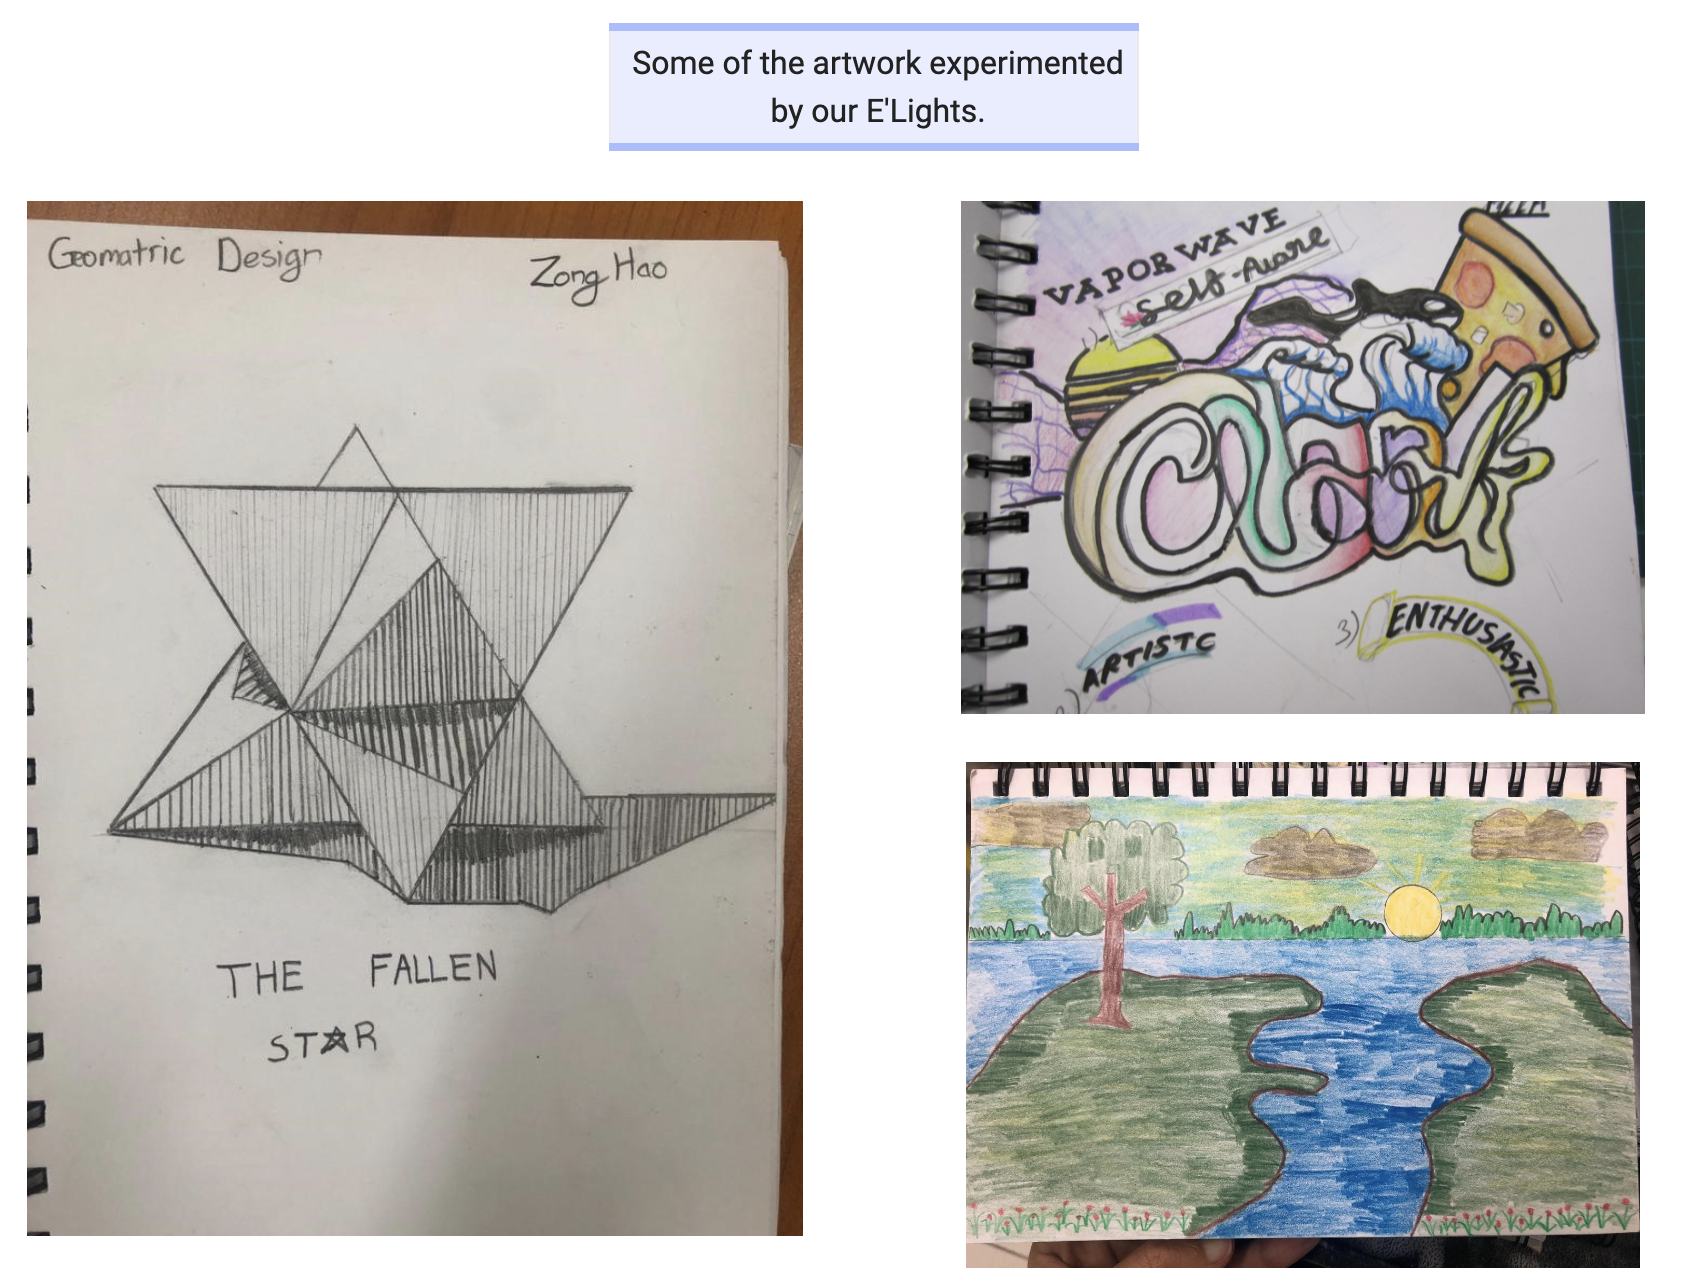 Some of the artwork experimented
by our E'Lights.
Geomatric Design
Zong Hao
THE FALLEN
STAR
VAPORWAVE
Self-Aware
Clark
ARTISTC
3) ENTHUSIASTIC